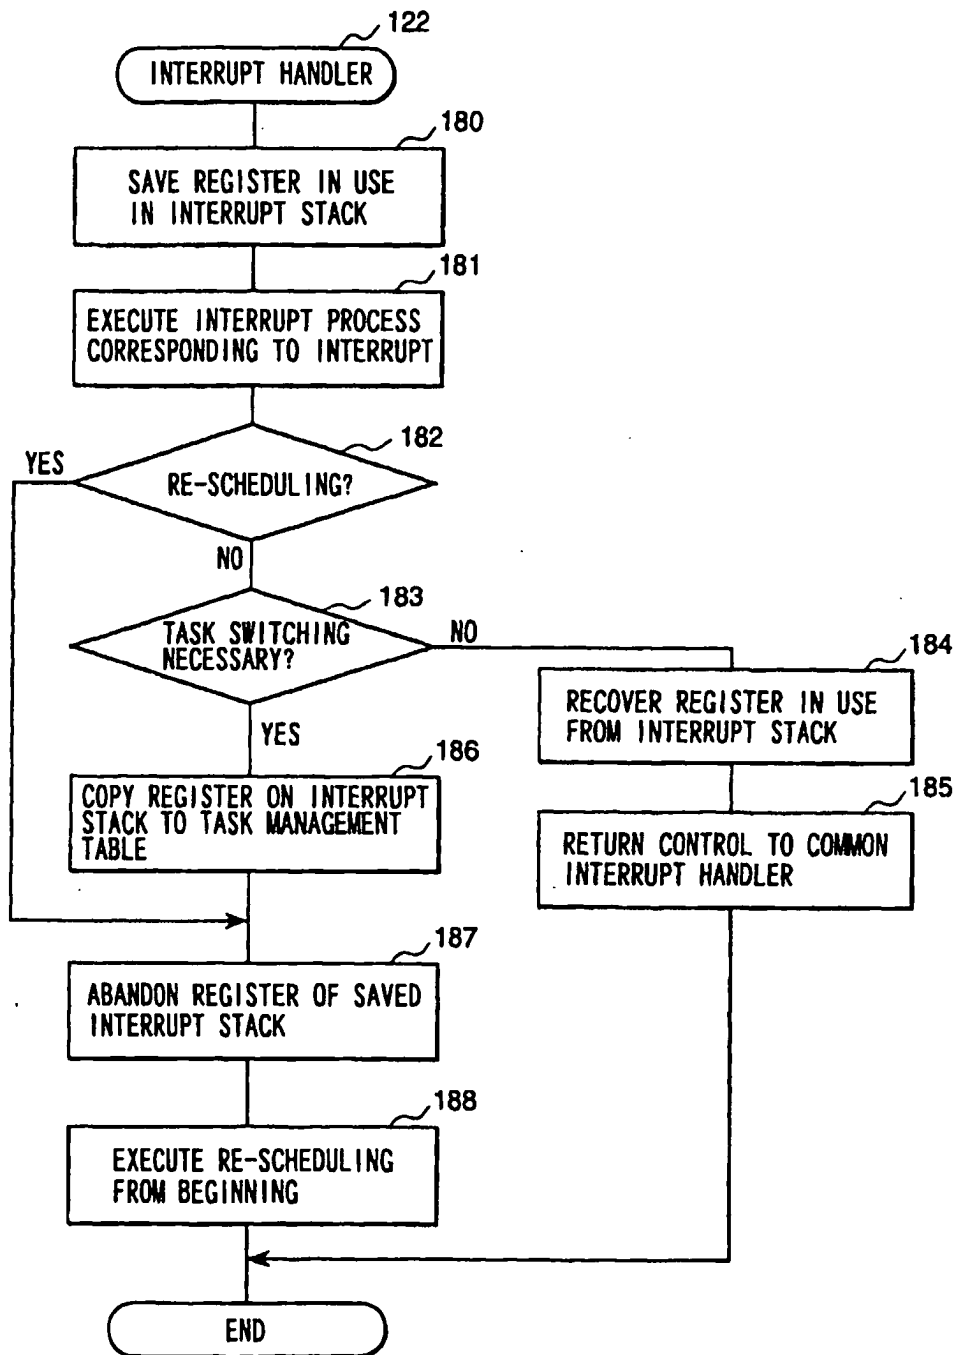 122
INTERRUPT HANDLER
180
SAVE REGISTER IN USE
IN INTERRUPT STACK
181
EXECUTE INTERRUPT PROCESS
CORRESPONDING TO INTERRUPT
182
YES
RE-SCHEDULING?
NO
183
TASK SWITCHING
NECESSARY?
NO
184
RECOVER REGISTER IN USE
FROM INTERRUPT STACK
YES
186
COPY REGISTER ON INTERRUPT
STACK TO TASK MANAGEMENT
TABLE
185
RETURN CONTROL TO COMMON
INTERRUPT HANDLER
187
ABANDON REGISTER OF SAVED
INTERRUPT STACK
188
EXECUTE RE-SCHEDULING
FROM BEGINNING
END